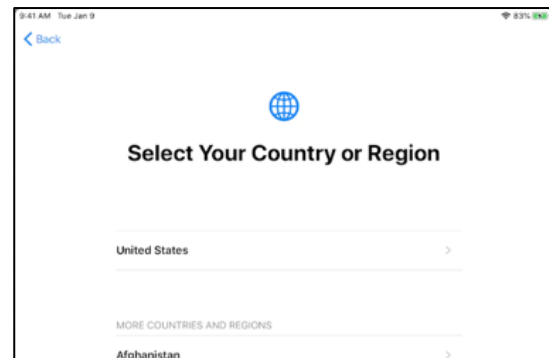 9:41 AM Tue Jan 9
83%
Back
Select Your Country or Region
United States
MORE COUNTRIES AND REGIONS
Afghanistan